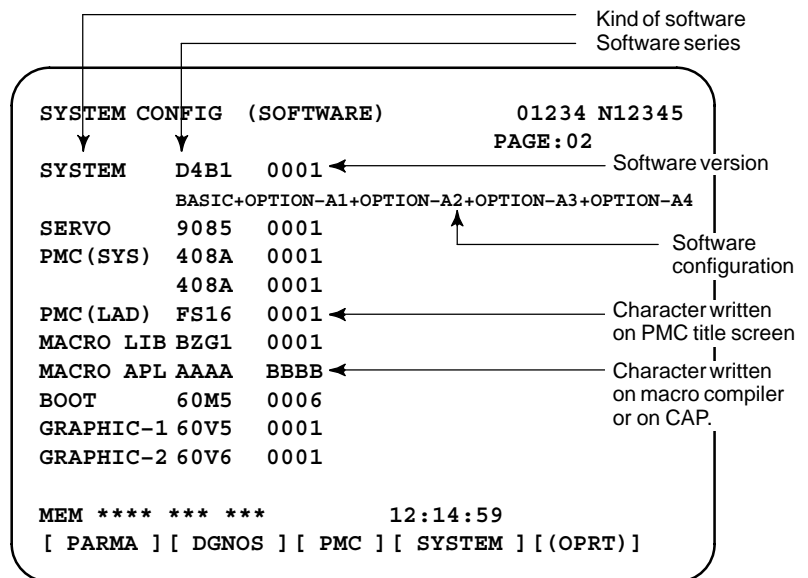 Kind of software
Software series
SYSTEM CONFIG (SOFTWARE) 01234 N12345
PAGE:02
SYSTEM D4B1 0001 Software version
BASIC+OPTION-A1+OPTION-A2+OPTION-A3+OPTION-A4
SERVO 9085 0001
Software
PMC(SYS) 408A 0001
configuration
408A 0001
PMC(LAD) FS16 0001 Character written
on PMC title screen
MACRO LIB BZG1 0001
MACRO APL AAAA BBBB Character written
on macro compiler
BOOT 60M5 0006
or on CAP.
GRAPHIC-1 60V5 0001
GRAPHIC-2 60V6 0001
MEM **** *** *** 12:14:59
[ PARMA ][ DGNOS ][ PMC ][ SYSTEM ][(OPRT)]